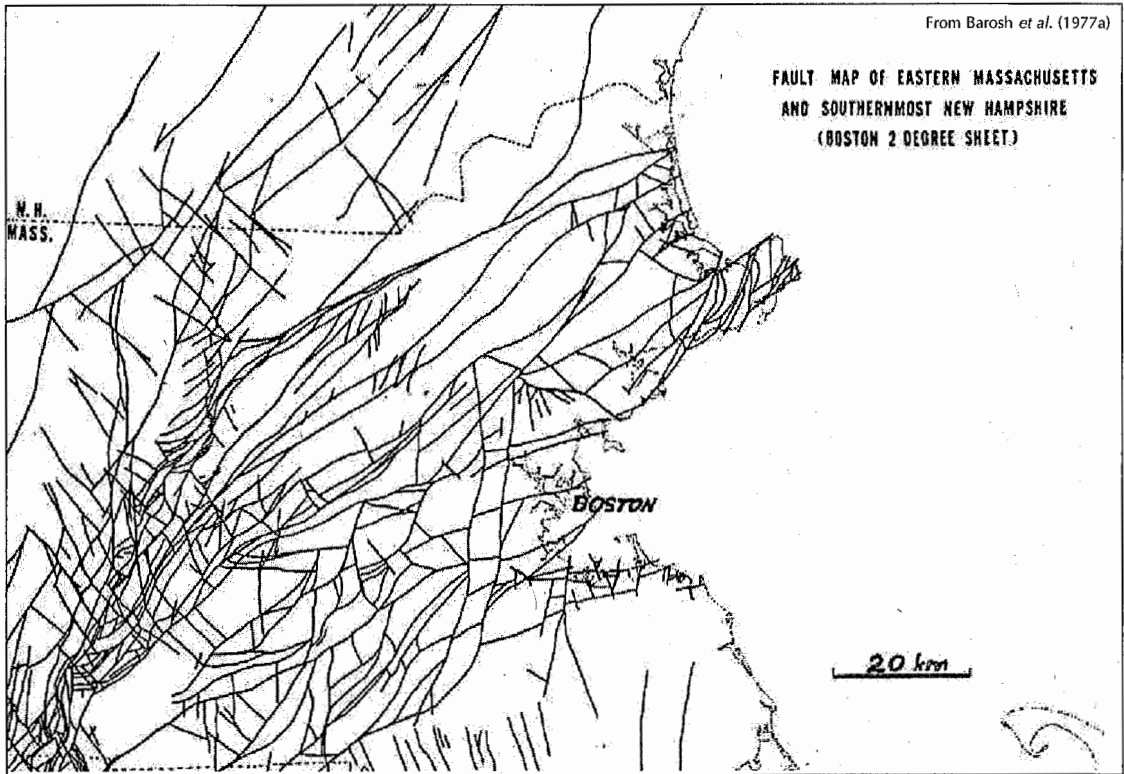 From Barosh et al. (1977a)
FAULT MAP OF EASTERN MASSACHUSETTS
AND SOUTHERNMOST NEW HAMPSHIRE
(BOSTON 2 DEGREE SHEET)
N.H.
MASS.
BOSTON
20 km